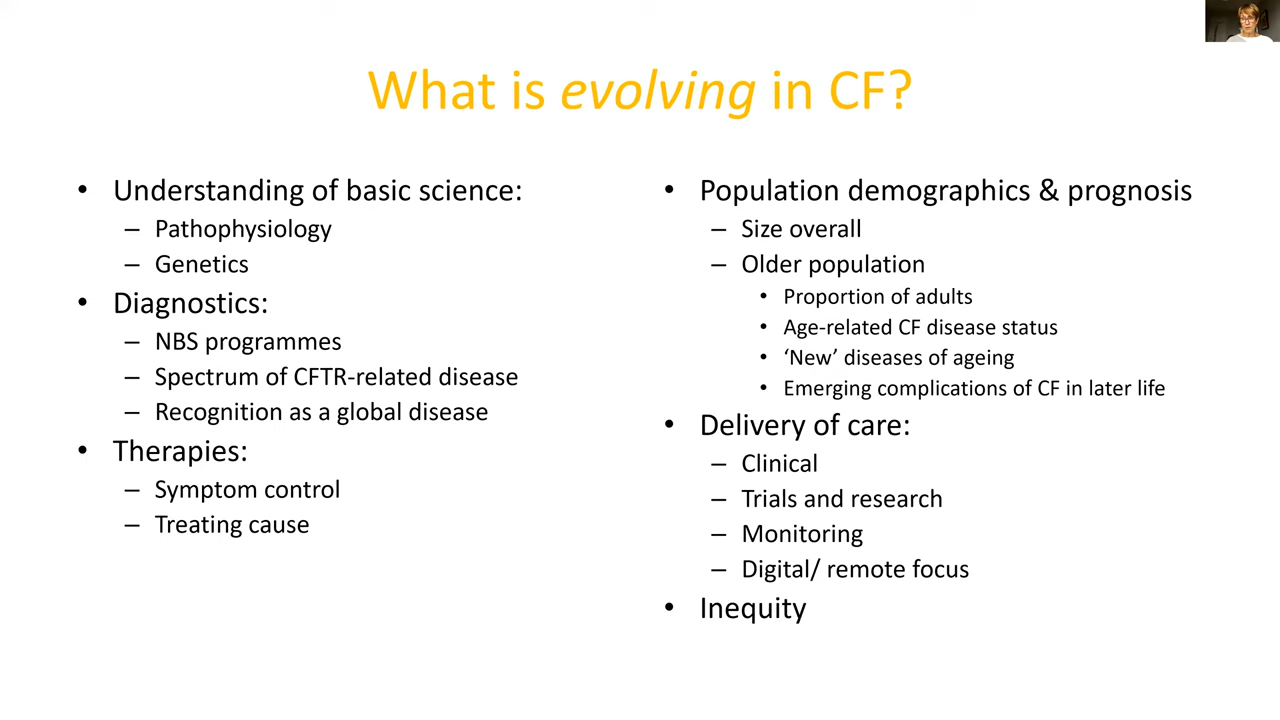 What is evolving in CF?
• Understanding of basic science:
– Pathophysiology
– Genetics
• Diagnostics:
– NBS programmes
– Spectrum of CFTR-related disease
– Recognition as a global disease
• Therapies:
– Symptom control
– Treating cause
• Population demographics & prognosis
– Size overall
– Older population
• Proportion of adults
• Age-related CF disease status
• ‘New’ diseases of ageing
• Emerging complications of CF in later life
• Delivery of care:
– Clinical
– Trials and research
– Monitoring
– Digital/ remote focus
• Inequity